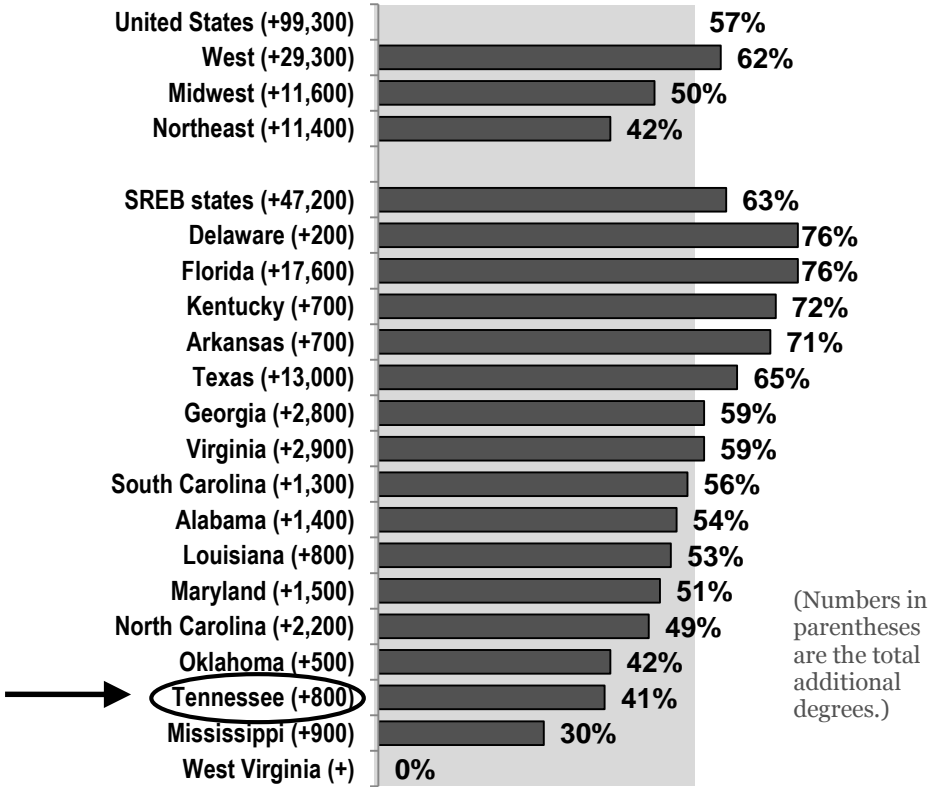 United States (+99,300) 57%
West (+29,300) 62%
Midwest (+11,600) 50%
Northeast (+11,400) 42%
SREB states (+47,200) 63%
Delaware (+200) 76%
Florida (+17,600) 76%
Kentucky (+700) 72%
Arkansas (+700) 71%
Texas (+13,000) 65%
Georgia (+2,800) 59%
Virginia (+2,900) 59%
South Carolina (+1,300) 56%
Alabama (+1,400) 54%
Louisiana (+800) 53%
Maryland (+1,500) 51%
North Carolina (+2,200) 49%
Oklahoma (+500) 42%
Tennessee (+800) 41%
Mississippi (+900) 30%
West Virginia (+) 0%
(Numbers in
parentheses
are the total
additional
degrees.)